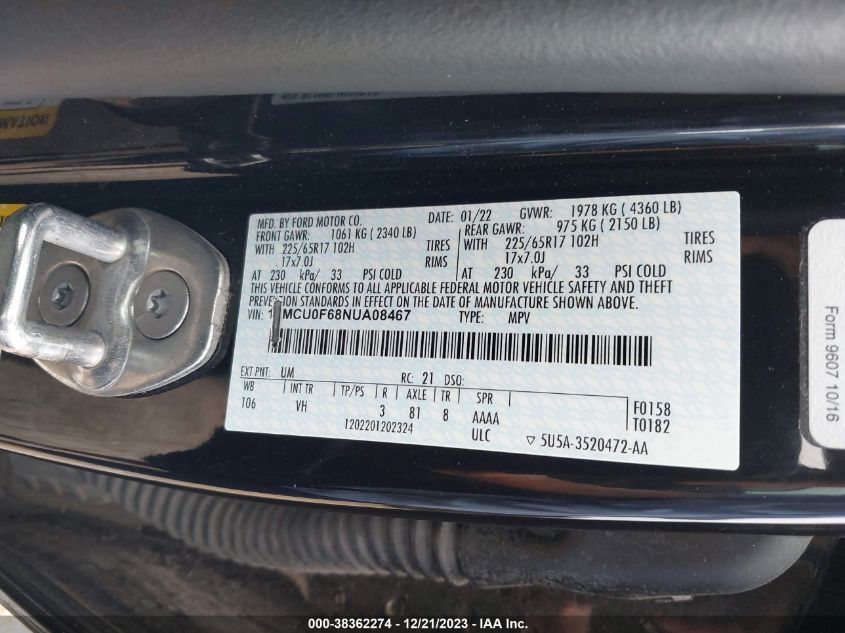 MFD. BY FORD MOTOR CO.
DATE: 01/22 GVWR: 1978 KG ( 4360 LB)
FRONT GAWR: 1061 KG ( 2340 LB)
WITH 225/65R17 102H TIRES
17x7.0J RIMS
AT 230 kPa/ 33 PSI COLD
REAR GAWR: 975 KG ( 2150 LB)
WITH 225/65R17 102H TIRES
17x7.0J RIMS
AT 230 kPa/ 33 PSI COLD
THIS VEHICLE CONFORMS TO ALL APPLICABLE FEDERAL MOTOR VEHICLE SAFETY AND THEFT
PREVENTION STANDARDS IN EFFECT ON THE DATE OF MANUFACTURE SHOWN ABOVE.
VIN: 1 MCU0F68NUA08467 TYPE: MPV
EXT PNT: UM RC: 21 DSO:
WB INT TR TP/PS R AXLE TR SPR
T06 VH 3 81 8 AAAA
ULC
F0158
T0182
1202201202324
5U5A-3520472-AA
Form 9607 10/16
000-38362274 - 12/21/2023 - IAA Inc.